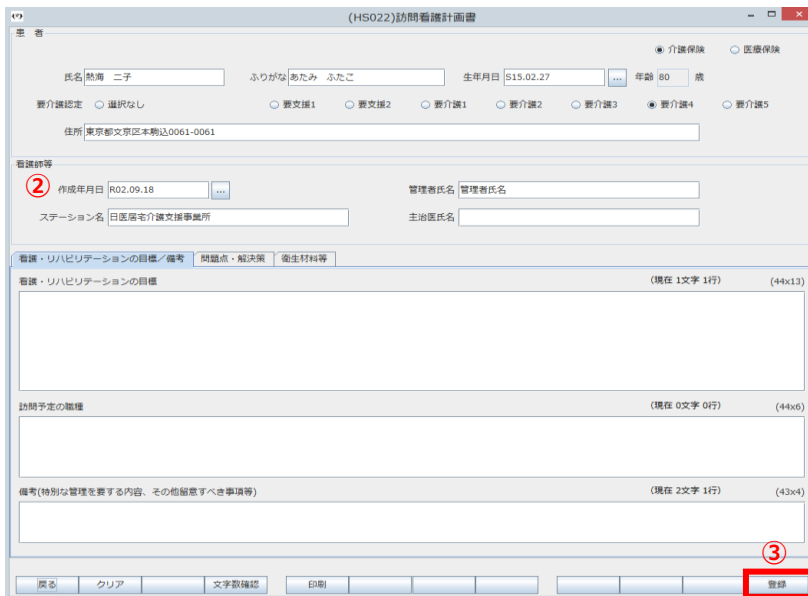 (HS022)訪問看護計画書
患 者
介護保険 医療保険
氏名 熱海 二子 ふりがな あたみ ふたこ 生年月日 S15.02.27 ... 年齢 80 歳
要介護認定 選択なし 要支援1 要支援2 要介護1 要介護2 要介護3 要介護4 要介護5
住所 東京都文京区本駒込0061-0061
看護師等
② 作成年月日 R02.09.18 ... 管理者氏名 管理者氏名
ステーション名 日医居宅介護支援事業所 主治医氏名
看護・リハビリテーションの目標/備考 問題点・解決策 衛生材料等
看護・リハビリテーションの目標 (現在 1文字 1行) (44x13)
訪問予定の職種 (現在 0文字 0行) (44x6)
備考(特別な管理を要する内容、その他留意すべき事項等) (現在 2文字 1行) (43x4)
③
戻る クリア 文字数確認 印刷 登録